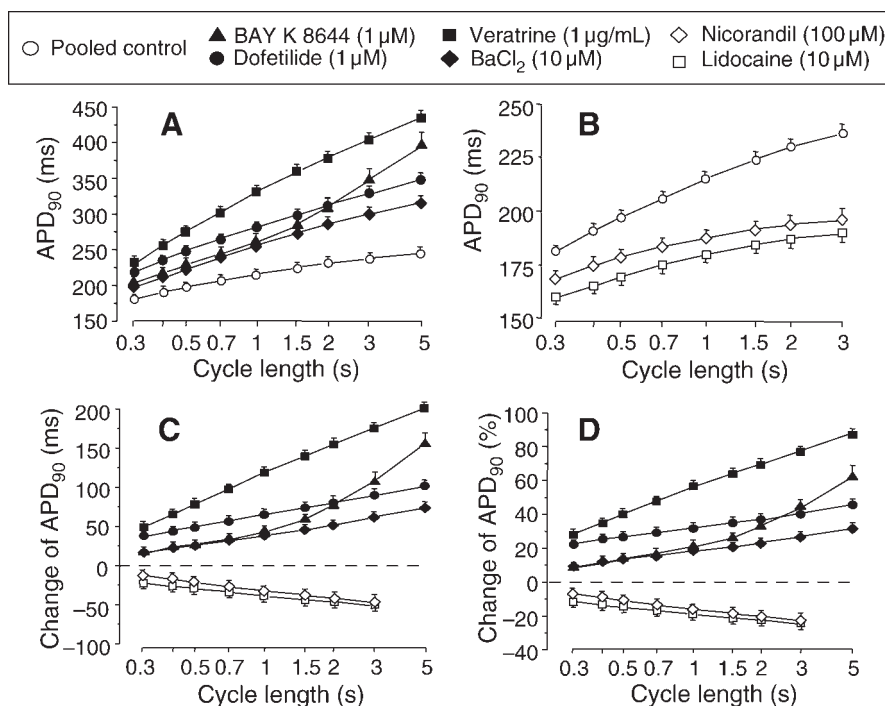 ○ Pooled control
▲ BAY K 8644 (1 μM)
● Dofetilide (1 μM)
■ Veratrine (1 μg/mL)
◆ BaCl₂ (10 μM)
◇ Nicorandil (100 μM)
□ Lidocaine (10 μM)
A
APD₉₀ (ms)
450
400
350
300
250
200
150
0.3 0.5 0.7 1 1.5 2 3 5
Cycle length (s)
B
APD₉₀ (ms)
225
200
175
150
0.3 0.5 0.7 1 1.5 2 3
Cycle length (s)
C
Change of APD₉₀ (ms)
200
150
100
50
0
−50
−100
0.3 0.5 0.7 1 1.5 2 3 5
Cycle length (s)
D
Change of APD₉₀ (%)
100
80
60
40
20
0
−20
−40
0.3 0.5 0.7 1 1.5 2 3 5
Cycle length (s)